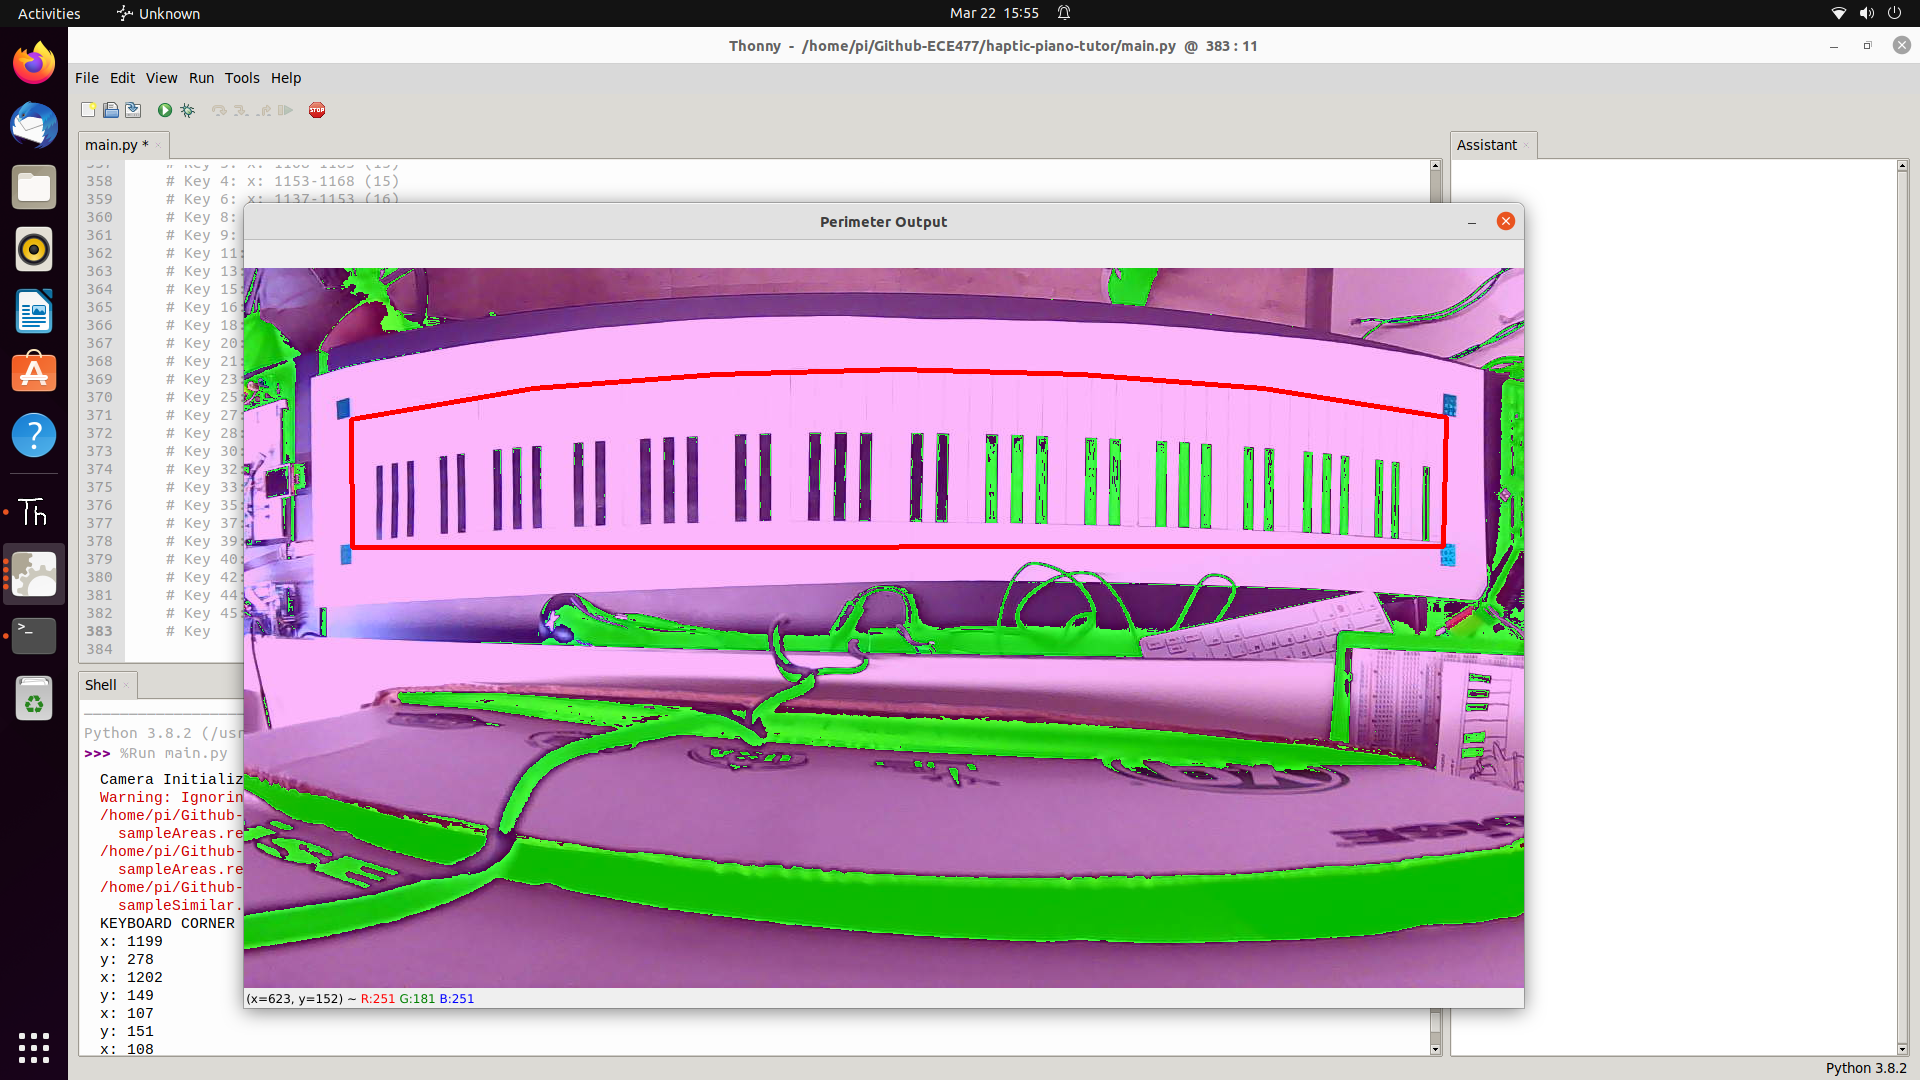 Activities
Unknown
Mar 22 15:55
Thonny - /home/pi/Github-ECE477/haptic-piano-tutor/main.py @ 383 : 11
File Edit View Run Tools Help
STOP
main.py *
Assistant
358 # Key 4: x: 1153-1168 (15)
359 # Key 6: x: 1137-1153 (16)
360 # Key 8:
361 # Key 9:
362 # Key 11:
363 # Key 13:
364 # Key 15:
365 # Key 16:
366 # Key 18:
367 # Key 20:
368 # Key 21:
369 # Key 23:
370 # Key 25:
371 # Key 27:
372 # Key 28:
373 # Key 30:
374 # Key 32:
375 # Key 33:
376 # Key 35:
377 # Key 37:
378 # Key 39:
379 # Key 40:
380 # Key 42:
381 # Key 44:
382 # Key 45:
383 # Key
384
Perimeter Output
(x=623, y=152) ~ R:251 G:181 B:251
Shell
Python 3.8.2 (/usr
>>> %Run main.py
Camera Initializ
Warning: Ignorin
/home/pi/Github-
sampleAreas.re
/home/pi/Github-
sampleAreas.re
/home/pi/Github-
sampleSimilar.
KEYBOARD CORNER
x: 1199
y: 278
x: 1202
y: 149
x: 107
y: 151
x: 108
Python 3.8.2